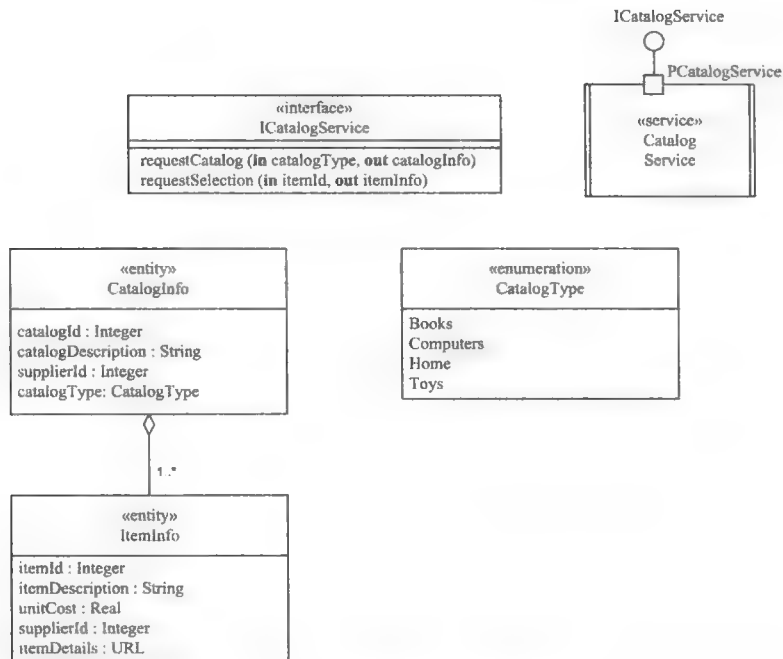 ICatalogService
PCatalogService
«service»
Catalog
Service
«interface»
ICatalogService
requestCatalog (in catalogType, out catalogInfo)
requestSelection (in itemId, out itemInfo)
«entity»
CatalogInfo
catalogId : Integer
catalogDescription : String
supplierId : Integer
catalogType: CatalogType
«enumeration»
CatalogType
Books
Computers
Home
Toys
1..*
«entity»
ItemInfo
itemId : Integer
itemDescription : String
unitCost : Real
supplierId : Integer
itemDetails : URL